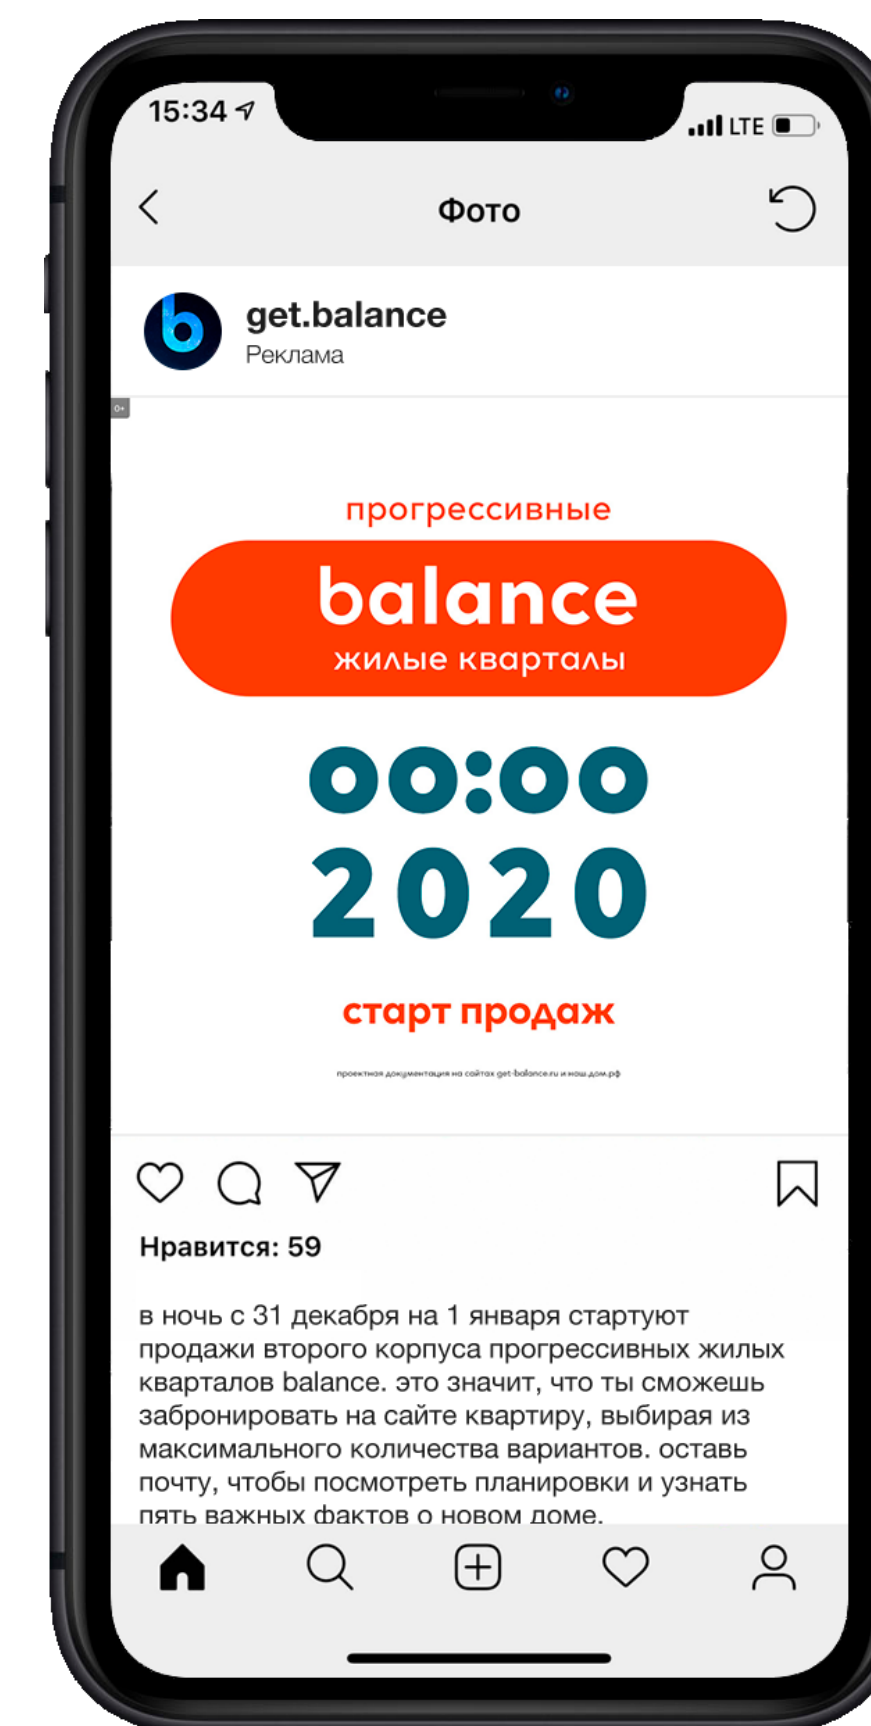 15:34
LTE
Фото
get.balance
Реклама
0+
прогрессивные
balance
жилые кварталы
00:00
2020
старт продаж
проектная документация на сайтах get-balance.ru и наш.дом.рф
Нравится: 59
в ночь с 31 декабря на 1 января стартуют
продажи второго корпуса прогрессивных жилых
кварталов balance. это значит, что ты сможешь
забронировать на сайте квартиру, выбирая из
максимального количества вариантов. оставь
почту, чтобы посмотреть планировки и узнать
пять важных фактов о новом доме.